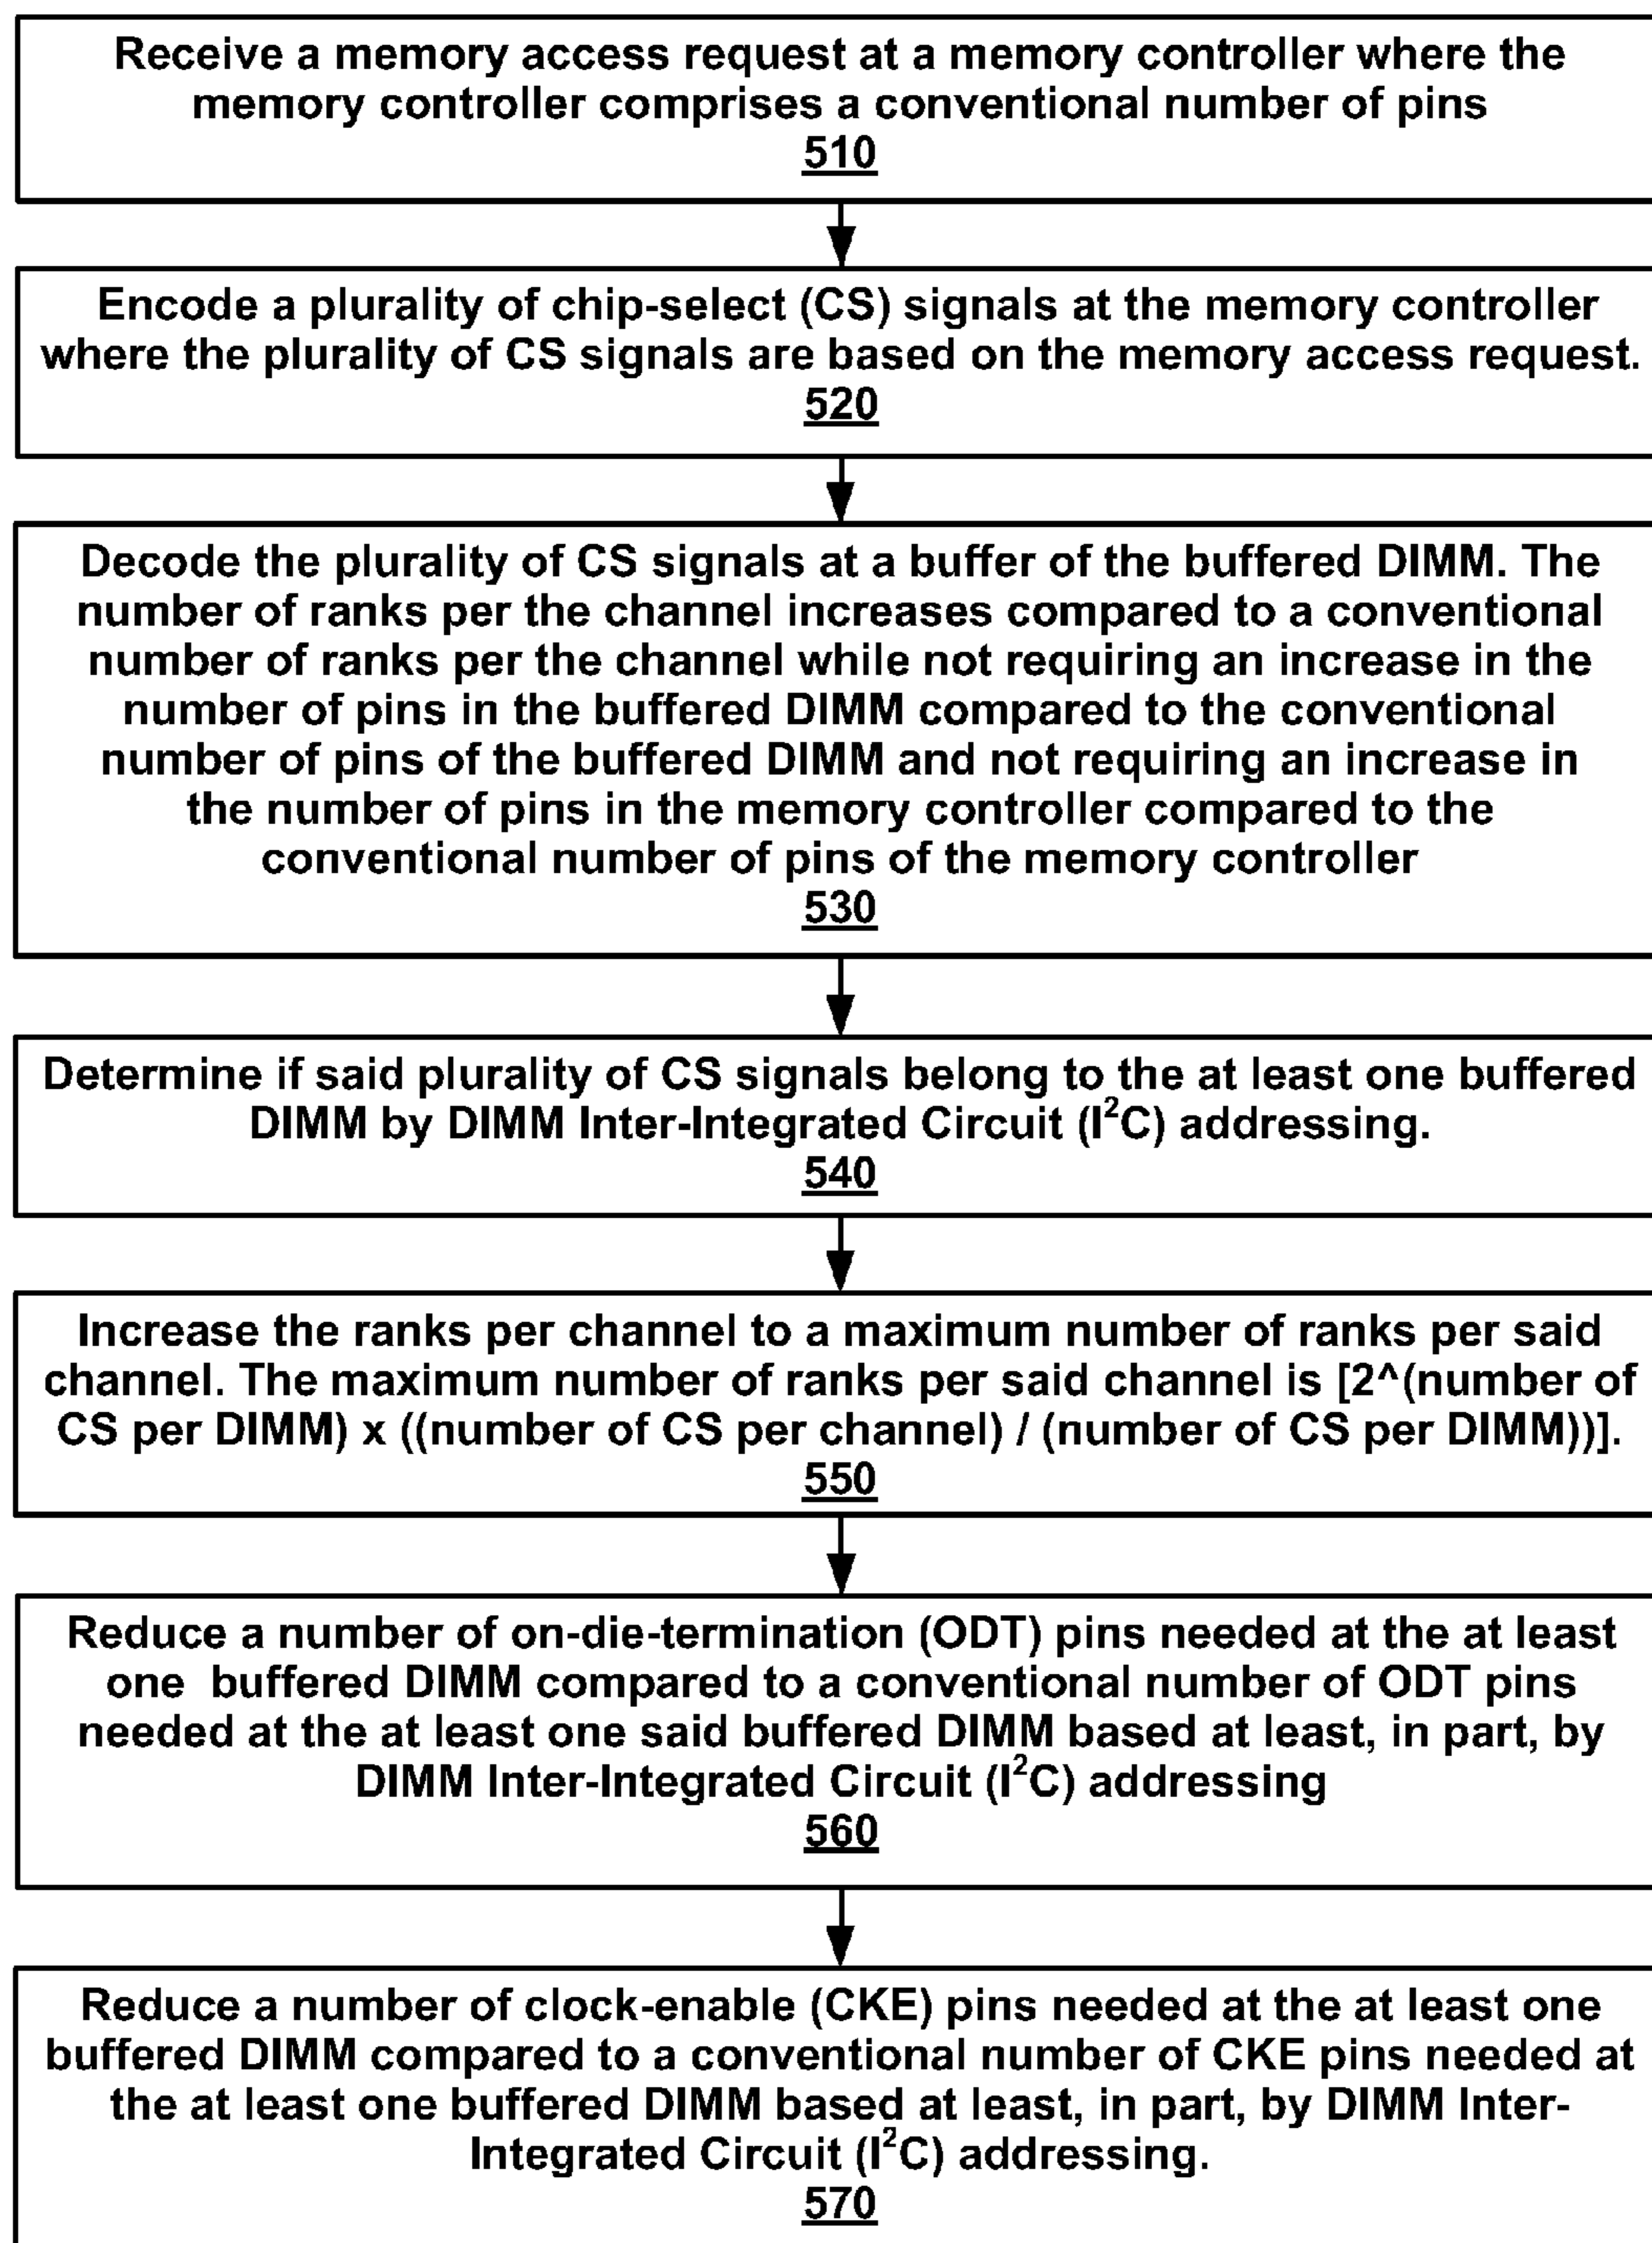 Receive a memory access request at a memory controller where the
memory controller comprises a conventional number of pins
510
Encode a plurality of chip-select (CS) signals at the memory controller
where the plurality of CS signals are based on the memory access request.
520
Decode the plurality of CS signals at a buffer of the buffered DIMM. The
number of ranks per the channel increases compared to a conventional
number of ranks per the channel while not requiring an increase in the
number of pins in the buffered DIMM compared to the conventional
number of pins of the buffered DIMM and not requiring an increase in
the number of pins in the memory controller compared to the
conventional number of pins of the memory controller
530
Determine if said plurality of CS signals belong to the at least one buffered
DIMM by DIMM Inter-Integrated Circuit (I²C) addressing.
540
Increase the ranks per channel to a maximum number of ranks per said
channel. The maximum number of ranks per said channel is [2^(number of
CS per DIMM) x ((number of CS per channel) / (number of CS per DIMM))].
550
Reduce a number of on-die-termination (ODT) pins needed at the at least
one buffered DIMM compared to a conventional number of ODT pins
needed at the at least one said buffered DIMM based at least, in part, by
DIMM Inter-Integrated Circuit (I²C) addressing
560
Reduce a number of clock-enable (CKE) pins needed at the at least one
buffered DIMM compared to a conventional number of CKE pins needed at
the at least one buffered DIMM based at least, in part, by DIMM Inter-
Integrated Circuit (I²C) addressing.
570